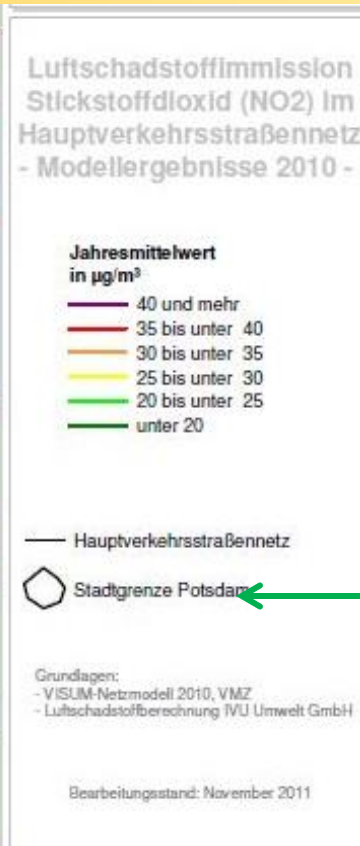 Luftschadstoffimmission
Stickstoffdioxid (NO2) im
Hauptverkehrsstraßennetz
- Modellergebnisse 2010 -
Jahresmittelwert
in µg/m³
40 und mehr
35 bis unter 40
30 bis unter 35
25 bis unter 30
20 bis unter 25
unter 20
Hauptverkehrsstraßennetz
Stadtgrenze Potsdam
Grundlagen:
- VISUM-Netzmodell 2010, VMZ
- Luftschadstoffberechnung IVU Umwelt GmbH
Bearbeitungsstand: November 2011